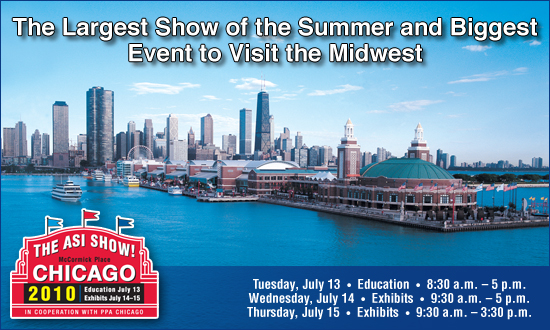 The Largest Show of the Summer and Biggest
Event to Visit the Midwest
THE ASI SHOW!
McCormick Place
CHICAGO
2010
Education July 13
Exhibits July 14–15
IN COOPERATION WITH PPA CHICAGO
Tuesday, July 13 • Education • 8:30 a.m. – 5 p.m.
Wednesday, July 14 • Exhibits • 9:30 a.m. – 5 p.m.
Thursday, July 15 • Exhibits • 9:30 a.m. – 3:30 p.m.